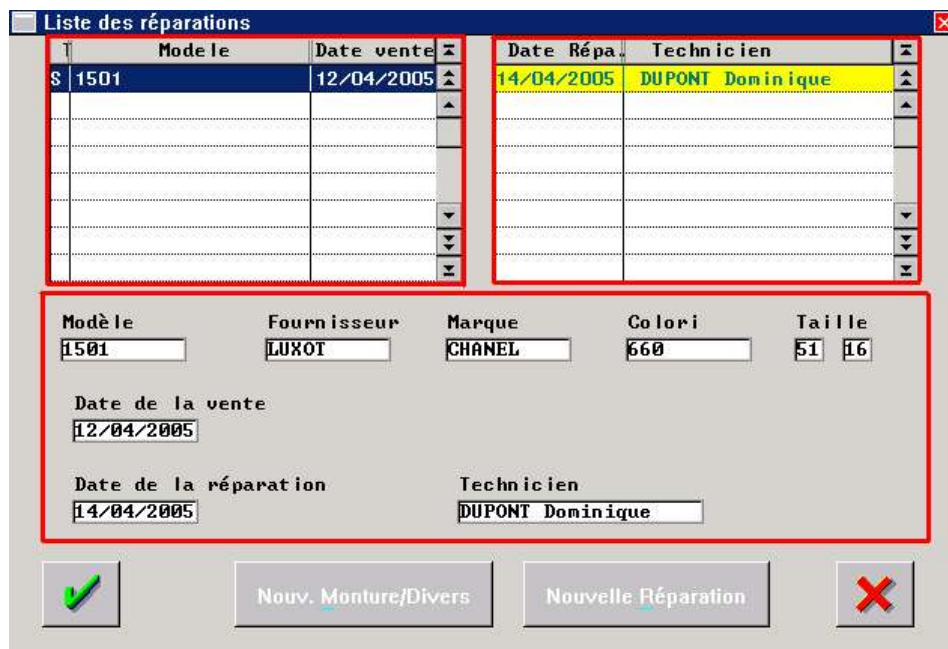 Liste des réparations
T Modele Date vente
S 1501 12/04/2005
Date Répa. Technicien
14/04/2005 DUPONT Dominique
Modèle Fournisseur Marque Colori Taille
1501 LUXOT CHANEL 660 51 16
Date de la vente
12/04/2005
Date de la réparation Technicien
14/04/2005 DUPONT Dominique
Nouv. Monture/Divers Nouvelle Réparation